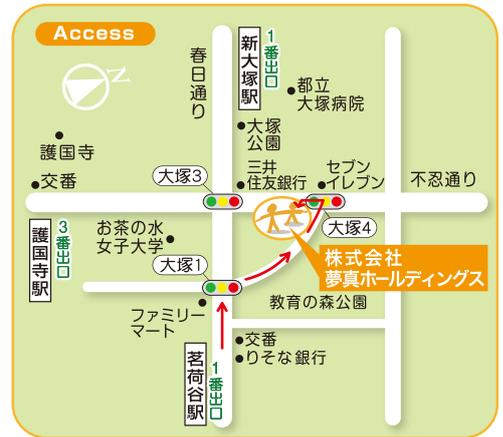 Access
N
春日通り
新大塚駅
1番出口
都立
大塚病院
大塚
公園
護国寺
交番
大塚3
三井
住友銀行
セブン
イレブン
不忍通り
護国寺駅
3番出口
お茶の水
女子大学
大塚4
大塚1
株式会社
夢真ホールディングス
教育の森公園
ファミリー
マート
交番
りそな銀行
茗荷谷駅
1番出口